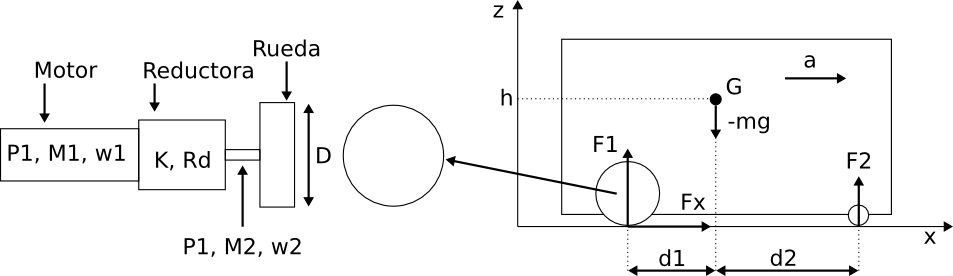 Motor
Reductora
Rueda
P1, M1, w1
K, Rd
D
P1, M2, w2
z
h
a
G
-mg
F1
F2
Fx
x
d1
d2